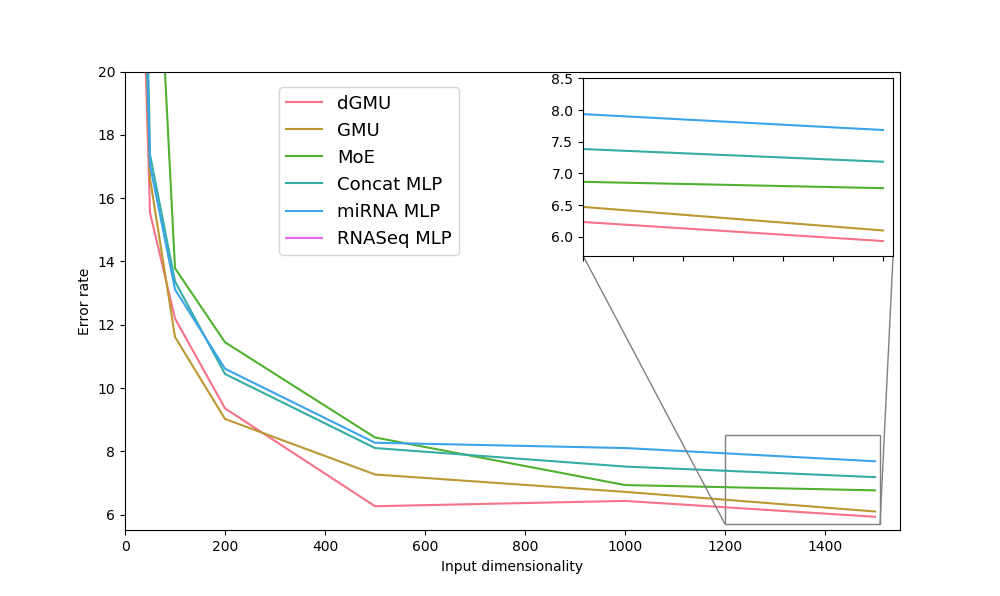 20
18
16
14
12
10
8
6
Error rate
0 200 400 600 800 1000 1200 1400
Input dimensionality
dGMU
GMU
MoE
Concat MLP
miRNA MLP
RNASeq MLP
8.5
8.0
7.5
7.0
6.5
6.0